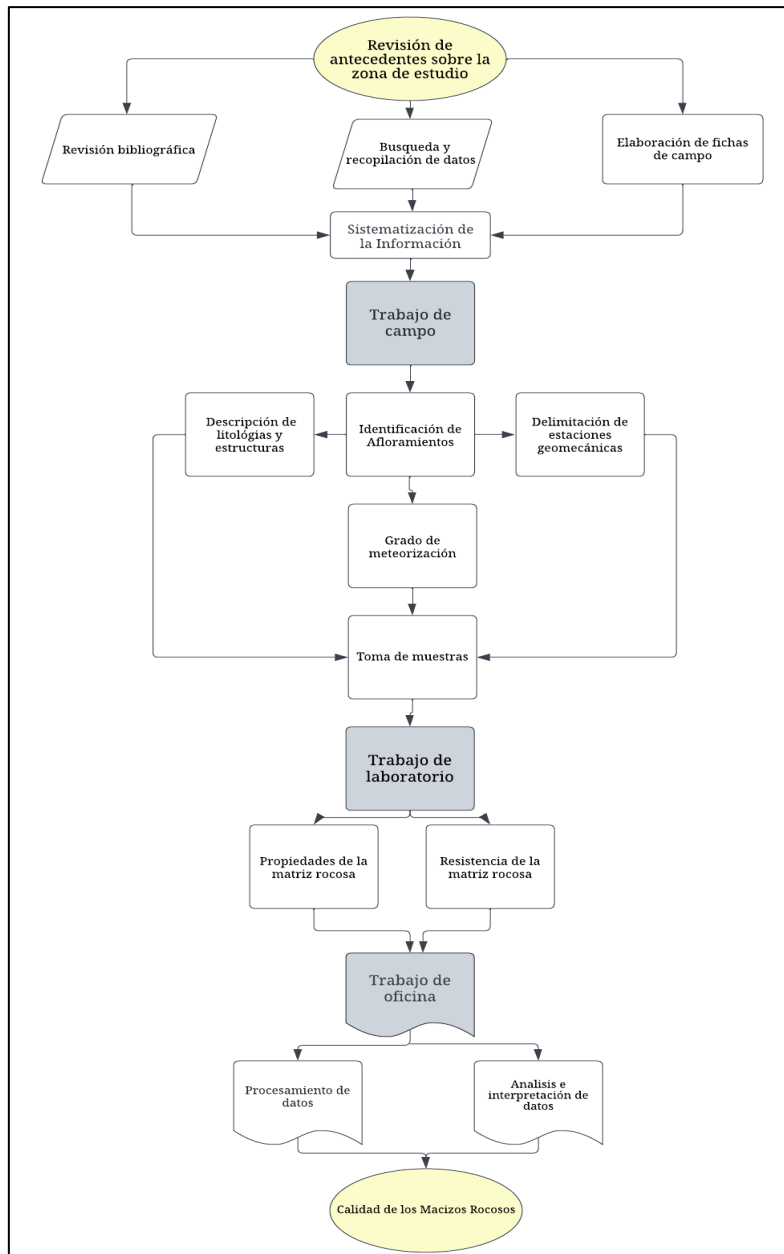 Revisión de
antecedentes sobre la
zona de estudio
Revisión bibliográfica
Busqueda y
recopilación de datos
Elaboración de fichas
de campo
Sistematización de
la Información
Trabajo de
campo
Descripción de
litológias y
estructuras
Identificación de
Afloramientos
Delimitación de
estaciones
geomecánicas
Grado de
meteorización
Toma de muestras
Trabajo de
laboratorio
Propiedades de la
matriz rocosa
Resistencia de la
matriz rocosa
Trabajo de
oficina
Procesamiento de
datos
Analisis e
interpretación de
datos
Calidad de los Macizos Rocosos